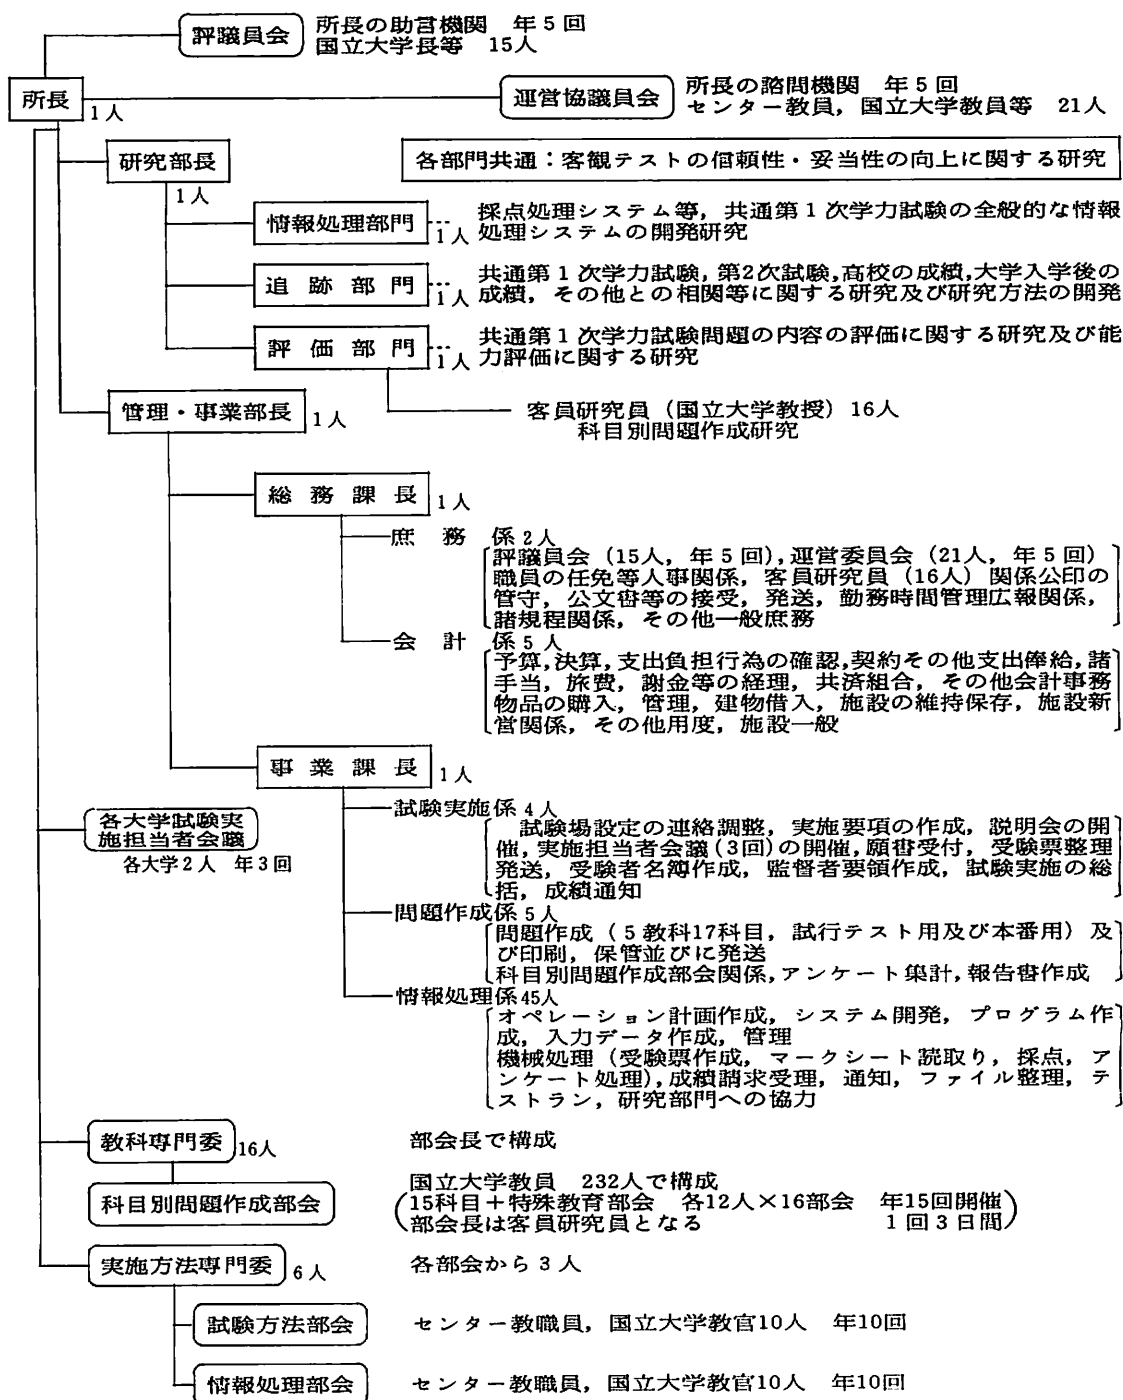 評議員会 所長の助言機関 年5回
国立大学長等 15人
所長 1人
運営協議員会 所長の諮問機関 年5回
センター教員,国立大学教員等 21人
研究部長 1人
各部門共通:客観テストの信頼性・妥当性の向上に関する研究
情報処理部門 1人 … 採点処理システム等,共通第1次学力試験の全般的な情報
処理システムの開発研究
追跡部門 1人 … 共通第1次学力試験,第2次試験,高校の成績,大学入学後の
成績,その他との相関等に関する研究及び研究方法の開発
評価部門 1人 … 共通第1次学力試験問題の内容の評価に関する研究及び能
力評価に関する研究
客員研究員(国立大学教授)16人
科目別問題作成研究
管理・事業部長 1人
総務課長 1人
庶務係2人
評議員会(15人,年5回),運営委員会(21人,年5回)
職員の任免等人事関係,客員研究員(16人)関係公印の
管守,公文書等の接受,発送,勤務時間管理広報関係,
諸規程関係,その他一般庶務
会計係5人
予算,決算,支出負担行為の確認,契約その他支出俸給,諸
手当,旅費,謝金等の経理,共済組合,その他会計事務
物品の購入,管理,建物借入,施設の維持保存,施設新
営関係,その他用度,施設一般
事業課長 1人
試験実施係4人
試験場設定の連絡調整,実施要項の作成,説明会の開
催,実施担当者会議(3回)の開催,願書受付,受験票整理
発送,受験者名簿作成,監督者要領作成,試験実施の総
括,成績通知
各大学試験実
施担当者会議
各大学2人 年3回
問題作成係5人
問題作成(5教科17科目,試行テスト用及び本番用)及
び印刷,保管並びに発送
科目別問題作成部会関係,アンケート集計,報告書作成
情報処理係45人
オペレーション計画作成,システム開発,プログラム作
成,入力データ作成,管理
機械処理(受験票作成,マークシート読取り,採点,ア
ンケート処理),成績請求受理,通知,ファイル整理,テ
ストラン,研究部門への協力
教科専門委 16人 部会長で構成
科目別問題作成部会 国立大学教員 232人で構成
(15科目+特殊教育部会 各12人×16部会 年15回開催
部会長は客員研究員となる 1回3日間)
実施方法専門委 6人 各部会から3人
試験方法部会 センター教職員,国立大学教官10人 年10回
情報処理部会 センター教職員,国立大学教官10人 年10回